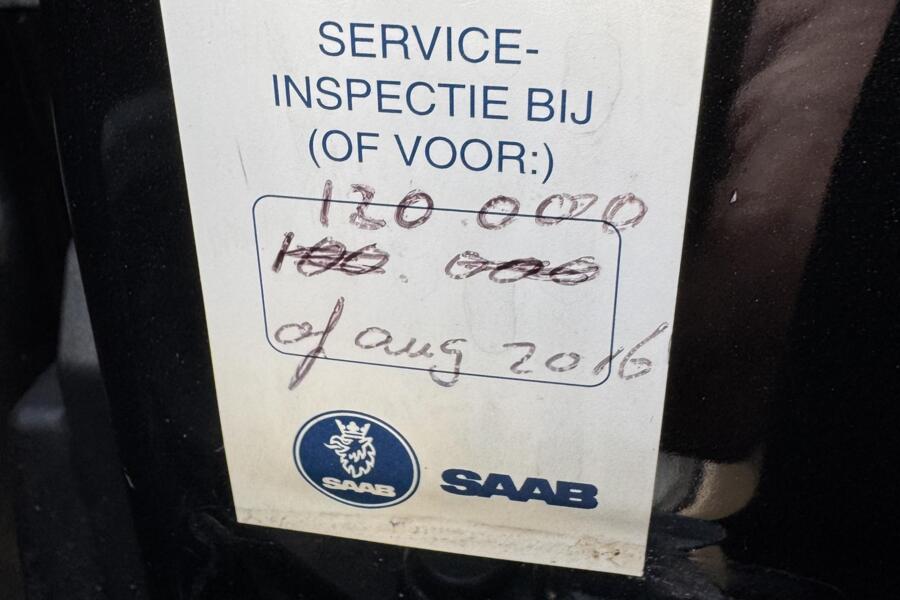 SERVICE-
INSPECTIE BIJ
(OF VOOR:)
120.000
100.000
of aug 2016
SAAB
SAAB